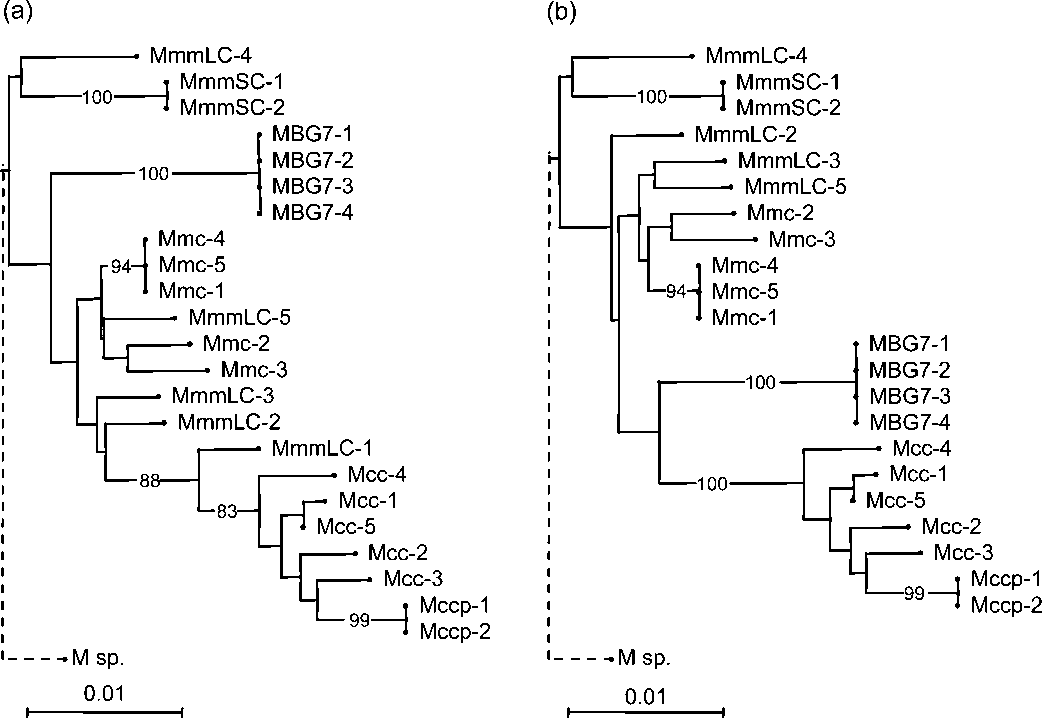 (a)
MmmLC-4
100
MmmSC-1
MmmSC-2
MBG7-1
MBG7-2
100
MBG7-3
MBG7-4
Mmc-4
94
Mmc-5
Mmc-1
MmmLC-5
Mmc-2
Mmc-3
MmmLC-3
MmmLC-2
MmmLC-1
88
Mcc-4
83
Mcc-1
Mcc-5
Mcc-2
Mcc-3
99
Mccp-1
Mccp-2
M sp.
0.01
(b)
MmmLC-4
100
MmmSC-1
MmmSC-2
MmmLC-2
MmmLC-3
MmmLC-5
Mmc-2
Mmc-3
Mmc-4
94
Mmc-5
Mmc-1
MBG7-1
MBG7-2
100
MBG7-3
MBG7-4
Mcc-4
100
Mcc-1
Mcc-5
Mcc-2
Mcc-3
99
Mccp-1
Mccp-2
M sp.
0.01